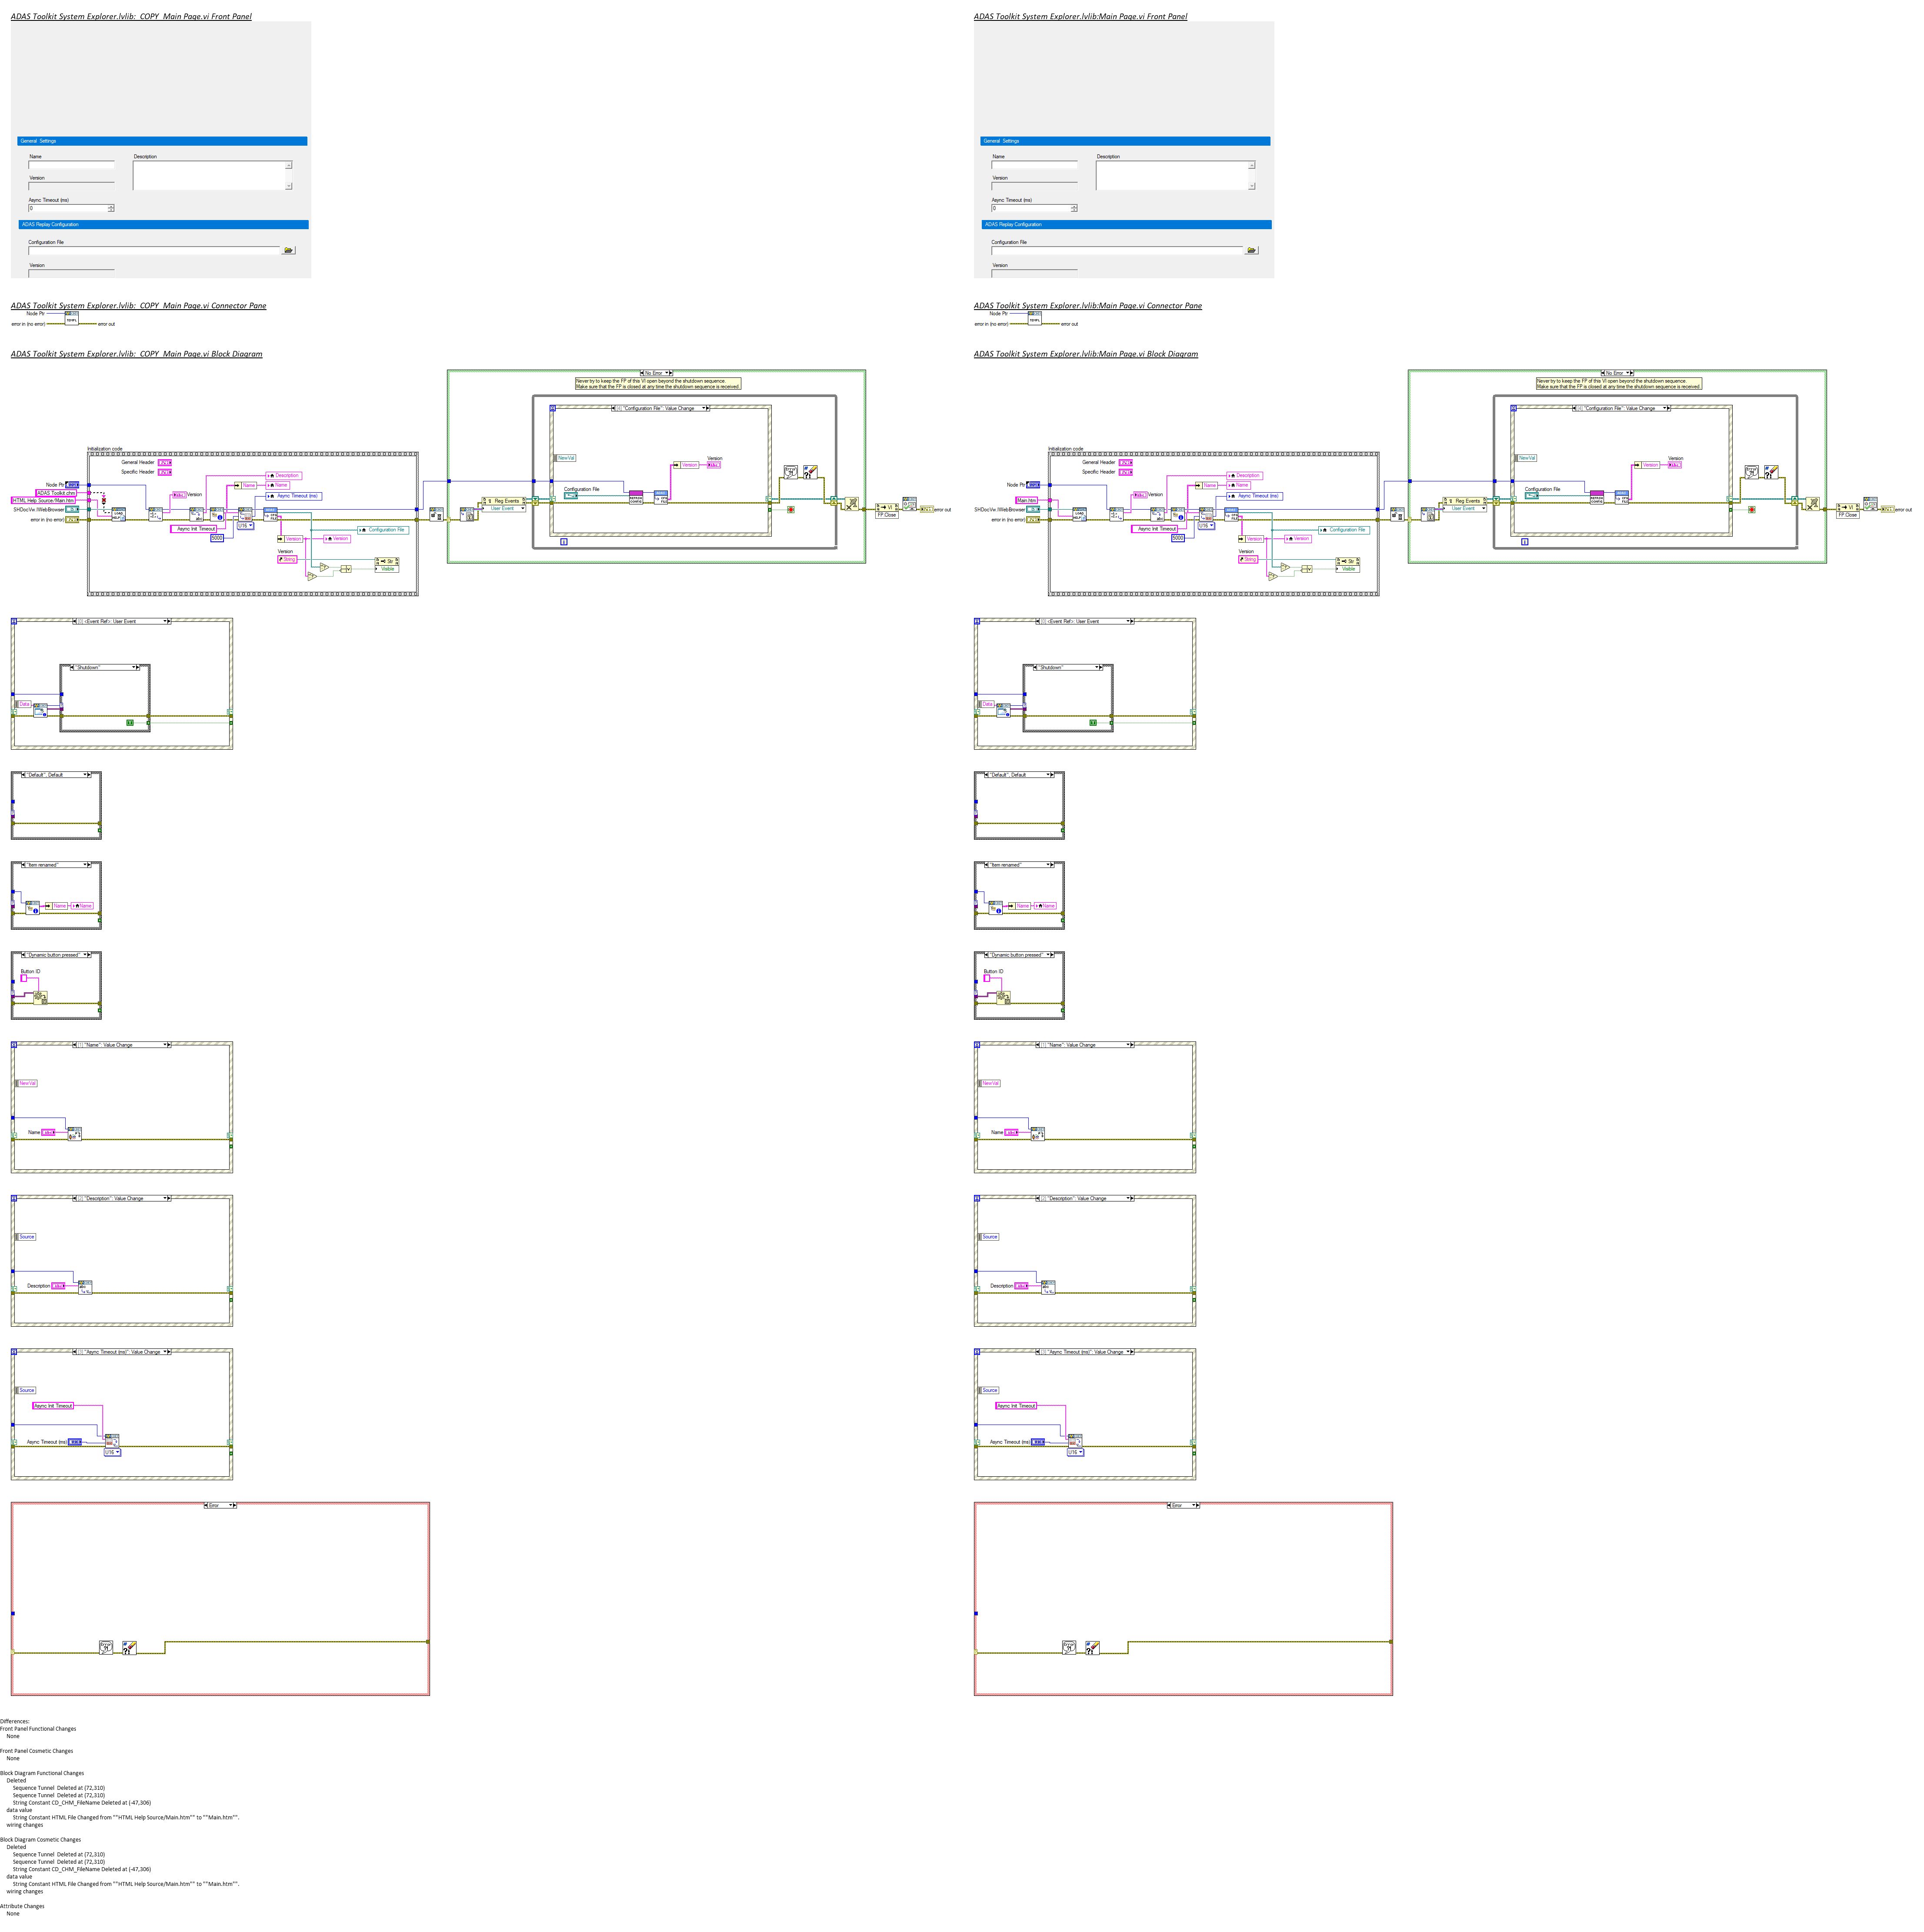 ADAS Toolkit System Explorer.lvlib:_COPY_Main Page.vi Front Panel
General Settings
Name
Description
Version
Async Timeout (ms)
0
ADAS Replay Configuration
Configuration File
Version
ADAS Toolkit System Explorer.lvlib:_COPY_Main Page.vi Connector Pane
Node Ptr
error in (no error)
error out
ADAS Toolkit System Explorer.lvlib:_COPY_Main Page.vi Block Diagram
No Error
Never try to keep the FP of this VI open beyond the shutdown sequence.
Make sure that the FP is closed at any time the shutdown sequence is received.
[4] "Configuration File": Value Change
Initialization code
General Header
Specific Header
Description
Name
Name
Async Timeout (ms)
Version
Node Ptr
ADAS Toolkit.chm
HTML Help Source/Main.htm
SHDocVw.IWebBrowser
error in (no error)
Async Init Timeout
U16
5000
Configuration File
Version
Version
Version
String
Str
Visible
NewVal
Version
Version
Configuration File
Reg Events
User Event
VI
FP.Close
error out
[0] <Event Ref>: User Event
"Shutdown"
Data
"Default", Default
"Item renamed"
Name
Name
"Dynamic button pressed"
Button ID
[1] "Name": Value Change
NewVal
Name
[2] "Description": Value Change
Source
Description
[3] "Async Timeout (ms)": Value Change
Source
Async Init Timeout
Async Timeout (ms)
U16
Error
ADAS Toolkit System Explorer.lvlib:Main Page.vi Front Panel
General Settings
Name
Description
Version
Async Timeout (ms)
0
ADAS Replay Configuration
Configuration File
Version
ADAS Toolkit System Explorer.lvlib:Main Page.vi Connector Pane
Node Ptr
error in (no error)
error out
ADAS Toolkit System Explorer.lvlib:Main Page.vi Block Diagram
No Error
Never try to keep the FP of this VI open beyond the shutdown sequence.
Make sure that the FP is closed at any time the shutdown sequence is received.
[4] "Configuration File": Value Change
Initialization code
General Header
Specific Header
Description
Name
Name
Async Timeout (ms)
Version
Node Ptr
Main.htm
SHDocVw.IWebBrowser
error in (no error)
Async Init Timeout
U16
5000
Configuration File
Version
Version
Version
String
Str
Visible
NewVal
Version
Version
Configuration File
Reg Events
User Event
VI
FP.Close
error out
[0] <Event Ref>: User Event
"Shutdown"
Data
"Default", Default
"Item renamed"
Name
Name
"Dynamic button pressed"
Button ID
[1] "Name": Value Change
NewVal
Name
[2] "Description": Value Change
Source
Description
[3] "Async Timeout (ms)": Value Change
Source
Async Init Timeout
Async Timeout (ms)
U16
Error
Differences:
Front Panel Functional Changes
None
Front Panel Cosmetic Changes
None
Block Diagram Functional Changes
Deleted
Sequence Tunnel  Deleted at (72,310)
Sequence Tunnel  Deleted at (72,310)
String Constant CD_CHM_FileName Deleted at (-47,306)
data value
String Constant HTML File Changed from ""HTML Help Source/Main.htm"" to ""Main.htm"".
wiring changes
Block Diagram Cosmetic Changes
Deleted
Sequence Tunnel  Deleted at (72,310)
Sequence Tunnel  Deleted at (72,310)
String Constant CD_CHM_FileName Deleted at (-47,306)
data value
String Constant HTML File Changed from ""HTML Help Source/Main.htm"" to ""Main.htm"".
wiring changes
Attribute Changes
None